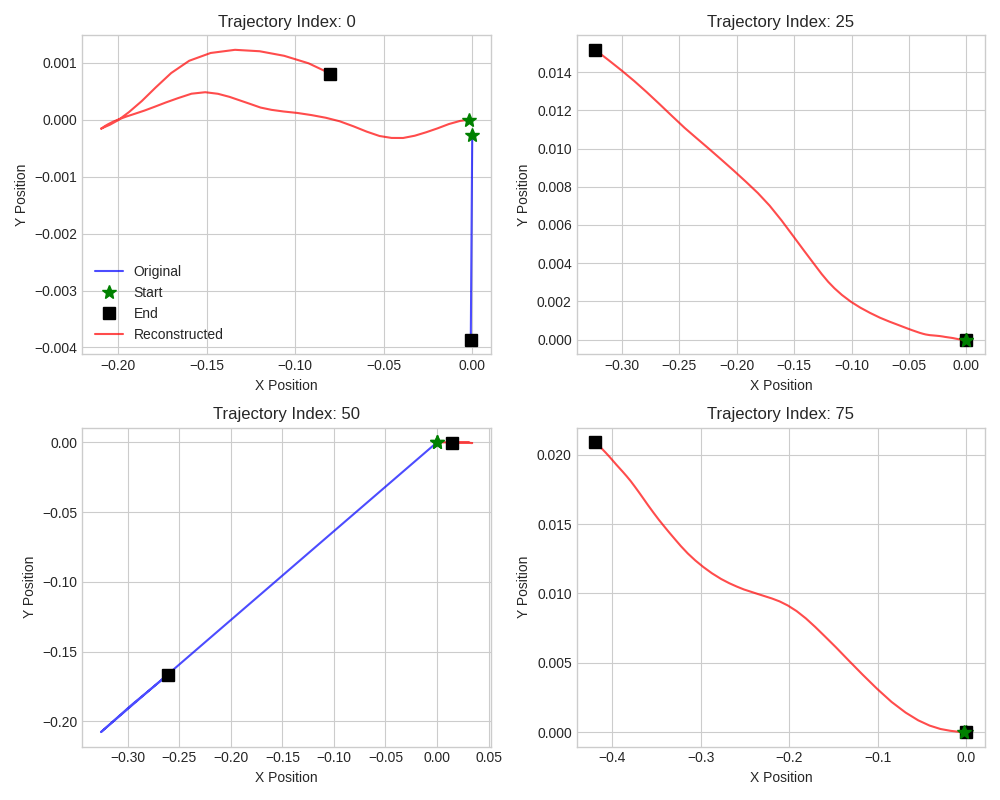 Trajectory Index: 0
0.001
0.000
−0.001
−0.002
−0.003
−0.004
Y Position
Original
Start
End
Reconstructed
−0.20 −0.15 −0.10 −0.05 0.00
X Position
Trajectory Index: 25
0.014
0.012
0.010
0.008
0.006
0.004
0.002
0.000
Y Position
−0.30 −0.25 −0.20 −0.15 −0.10 −0.05 0.00
X Position
Trajectory Index: 50
0.00
−0.05
−0.10
−0.15
−0.20
Y Position
−0.30 −0.25 −0.20 −0.15 −0.10 −0.05 0.00 0.05
X Position
Trajectory Index: 75
0.020
0.015
0.010
0.005
0.000
Y Position
−0.4 −0.3 −0.2 −0.1 0.0
X Position